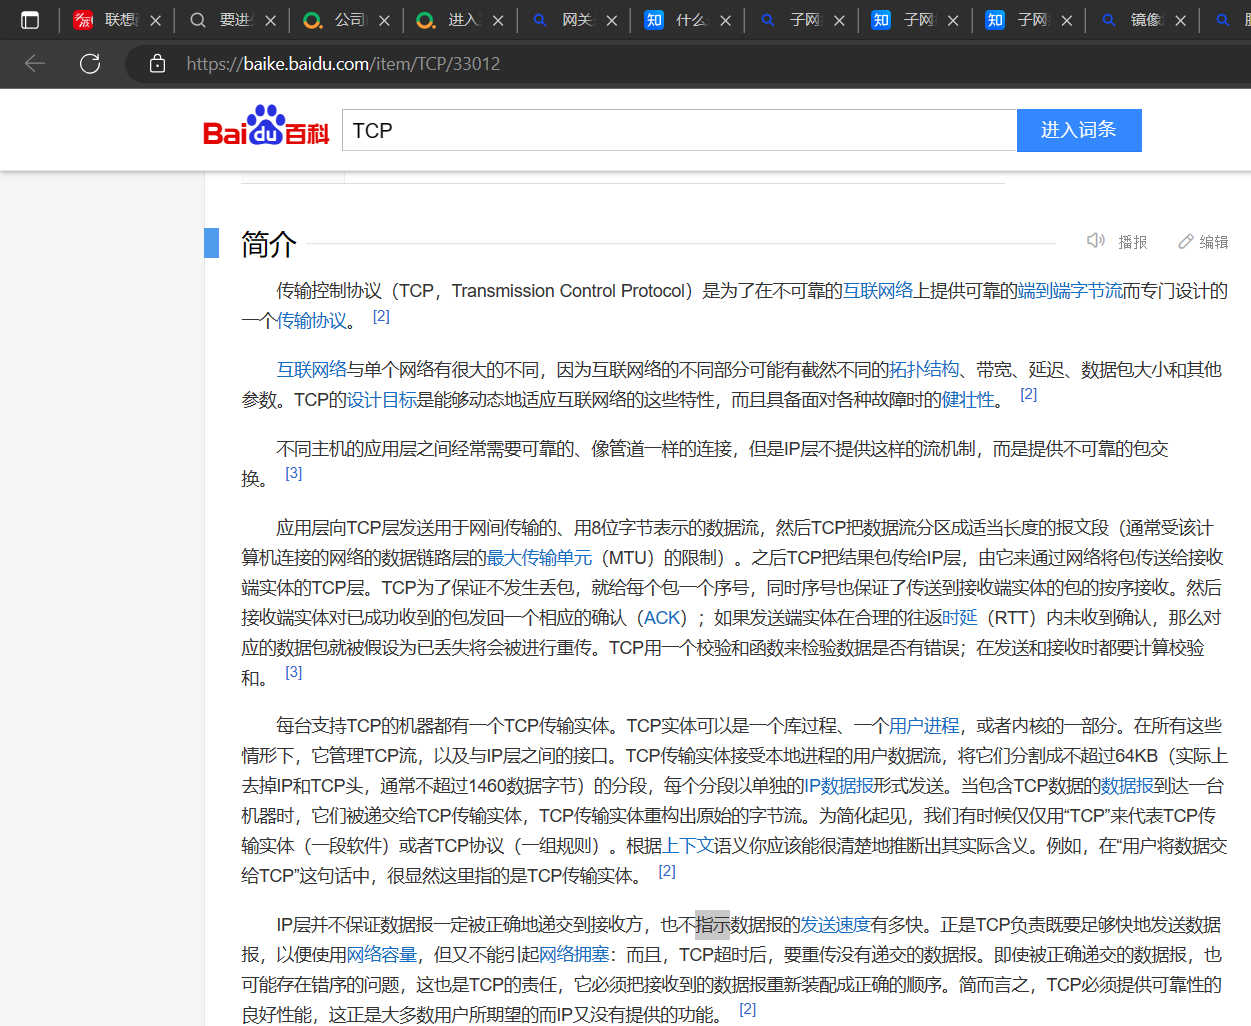 联想
要进
公司
进入
网关
什么
子网
子网
子网
镜像
https://baike.baidu.com/item/TCP/33012
Baidu百科
TCP
进入词条
简介
播报
编辑
传输控制协议（TCP，Transmission Control Protocol）是为了在不可靠的互联网络上提供可靠的端到端字节流而专门设计的
一个传输协议。 [2]
互联网络与单个网络有很大的不同，因为互联网络的不同部分可能有截然不同的拓扑结构、带宽、延迟、数据包大小和其他
参数。TCP的设计目标是能够动态地适应互联网络的这些特性，而且具备面对各种故障时的健壮性。 [2]
不同主机的应用层之间经常需要可靠的、像管道一样的连接，但是IP层不提供这样的流机制，而是提供不可靠的包交
换。 [3]
应用层向TCP层发送用于网间传输的、用8位字节表示的数据流，然后TCP把数据流分区成适当长度的报文段（通常受该计
算机连接的网络的数据链路层的最大传输单元（MTU）的限制）。之后TCP把结果包传给IP层，由它来通过网络将包传送给接收
端实体的TCP层。TCP为了保证不发生丢包，就给每个包一个序号，同时序号也保证了传送到接收端实体的包的按序接收。然后
接收端实体对已成功收到的包发回一个相应的确认（ACK）；如果发送端实体在合理的往返时延（RTT）内未收到确认，那么对
应的数据包就被假设为已丢失将会被进行重传。TCP用一个校验和函数来检验数据是否有错误；在发送和接收时都要计算校验
和。 [3]
每台支持TCP的机器都有一个TCP传输实体。TCP实体可以是一个库过程、一个用户进程，或者内核的一部分。在所有这些
情形下，它管理TCP流，以及与IP层之间的接口。TCP传输实体接受本地进程的用户数据流，将它们分割成不超过64KB（实际上
去掉IP和TCP头，通常不超过1460数据字节）的分段，每个分段以单独的IP数据报形式发送。当包含TCP数据的数据报到达一台
机器时，它们被递交给TCP传输实体，TCP传输实体重构出原始的字节流。为简化起见，我们有时候仅仅用“TCP”来代表TCP传
输实体（一段软件）或者TCP协议（一组规则）。根据上下文语义你应该能很清楚地推断出其实际含义。例如，在“用户将数据交
给TCP”这句话中，很显然这里指的是TCP传输实体。 [2]
IP层并不保证数据报一定被正确地递交到接收方，也不指示数据报的发送速度有多快。正是TCP负责既要足够快地发送数据
报，以便使用网络容量，但又不能引起网络拥塞：而且，TCP超时后，要重传没有递交的数据报。即使被正确递交的数据报，也
可能存在错序的问题，这也是TCP的责任，它必须把接收到的数据报重新装配成正确的顺序。简而言之，TCP必须提供可靠性的
良好性能，这正是大多数用户所期望的而IP又没有提供的功能。 [2]